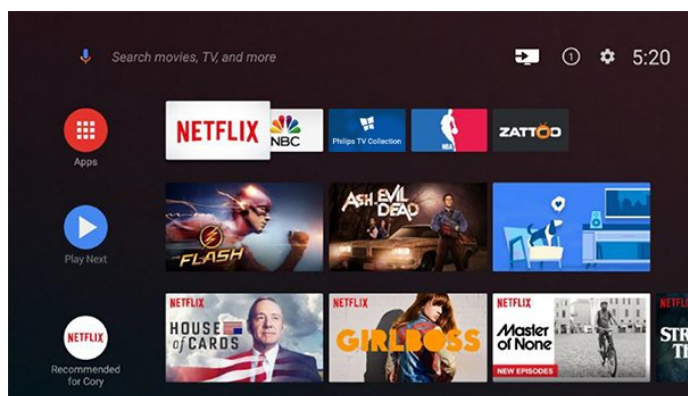 Search movies, TV, and more
1
5:20
Apps
NETFLIX
NBC
Philips TV Collection
NBA
ZATTOO
Play Next
FLASH
ASH VS EVIL DEAD
NETFLIX
Recommended
for Cory
NETFLIX
HOUSE
of CARDS
NETFLIX
GIRLBOSS
NETFLIX
Master
of None
NEW EPISODES